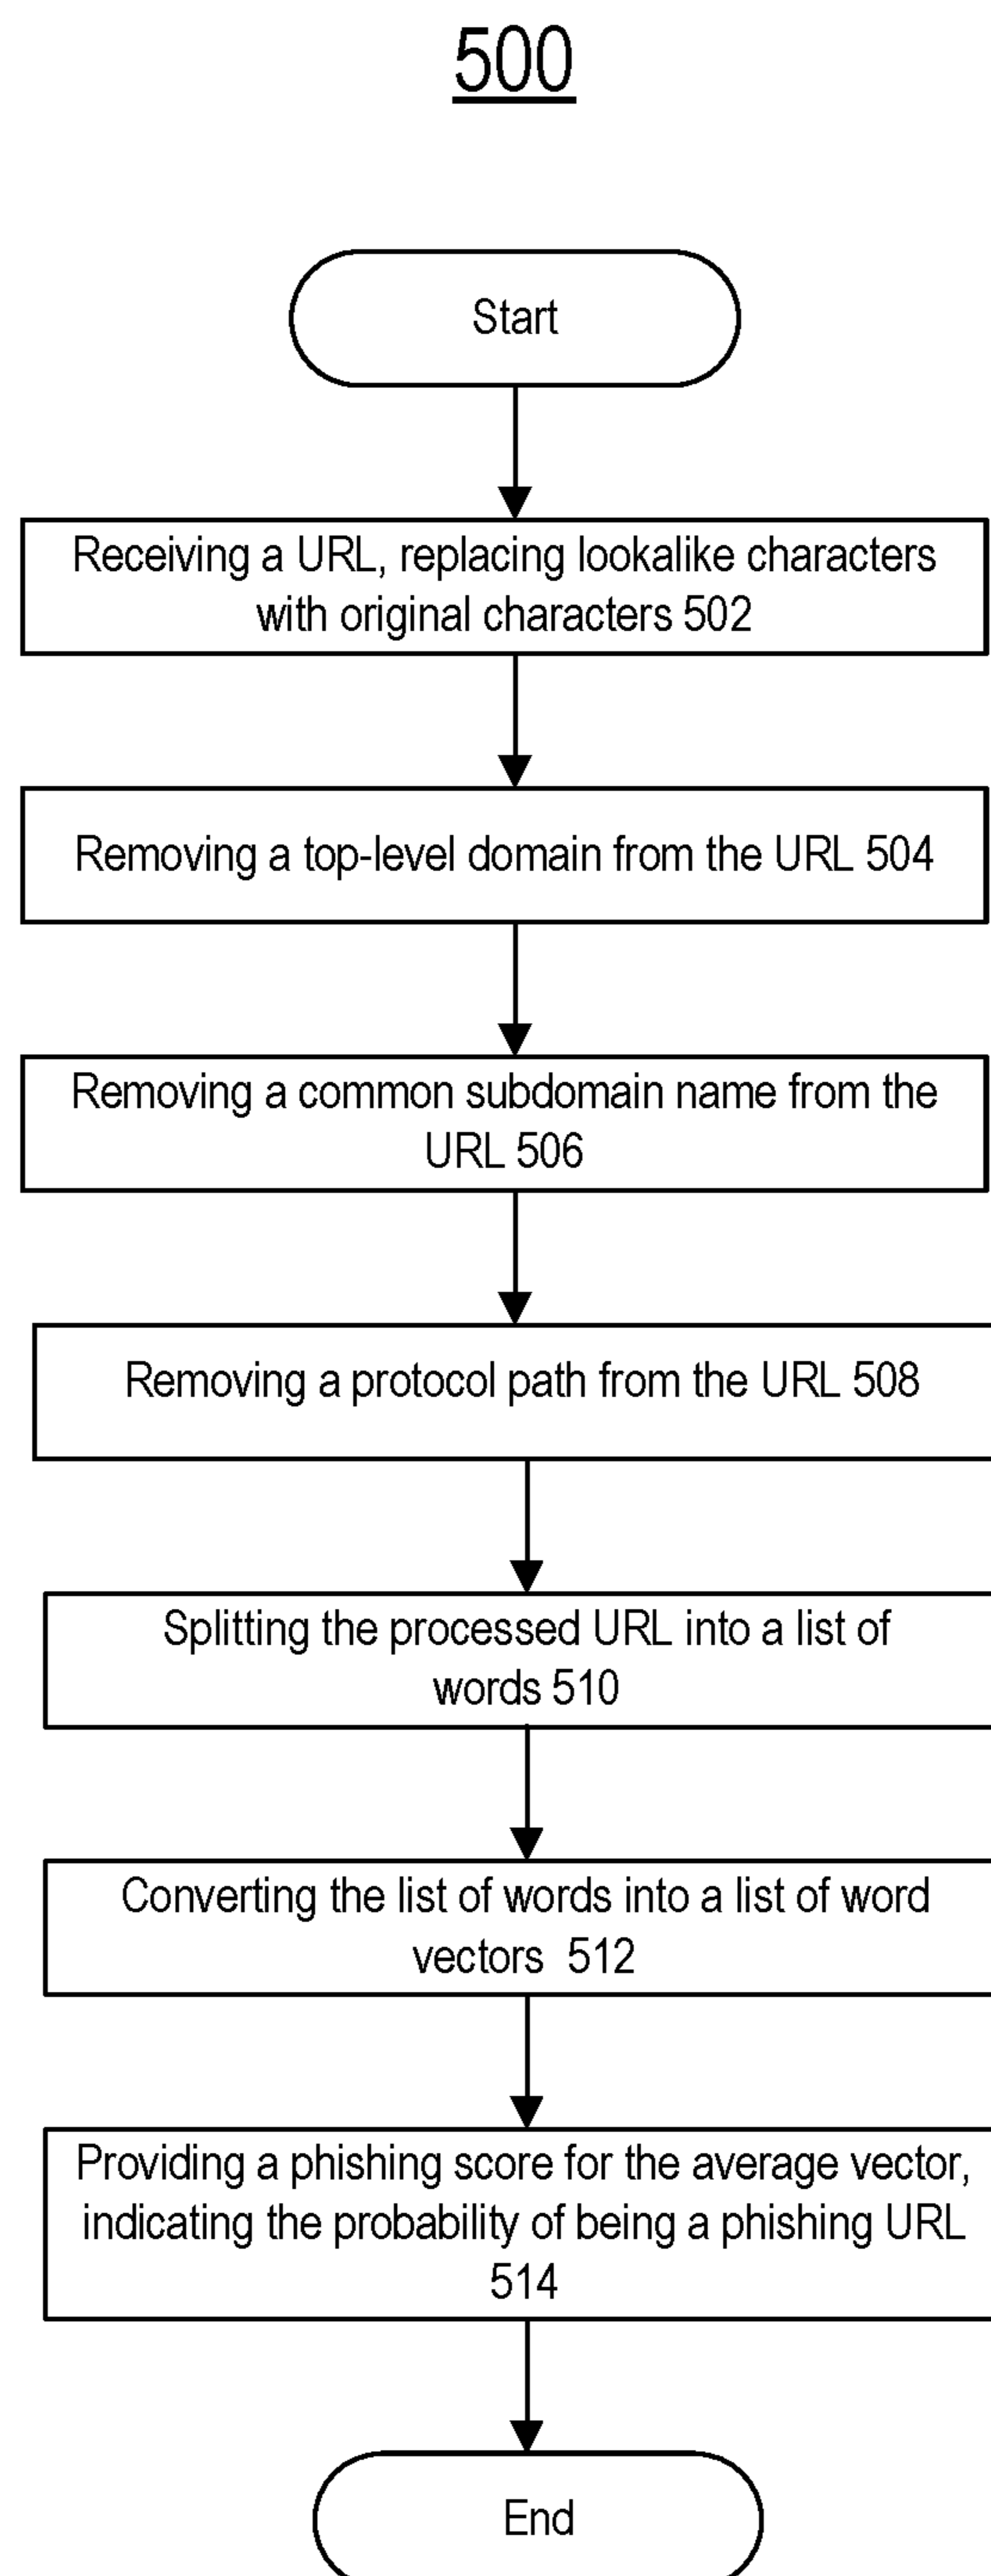 500
Start
Receiving a URL, replacing lookalike characters
with original characters 502
Removing a top-level domain from the URL 504
Removing a common subdomain name from the
URL 506
Removing a protocol path from the URL 508
Splitting the processed URL into a list of
words 510
Converting the list of words into a list of word
vectors  512
Providing a phishing score for the average vector,
indicating the probability of being a phishing URL
514
End